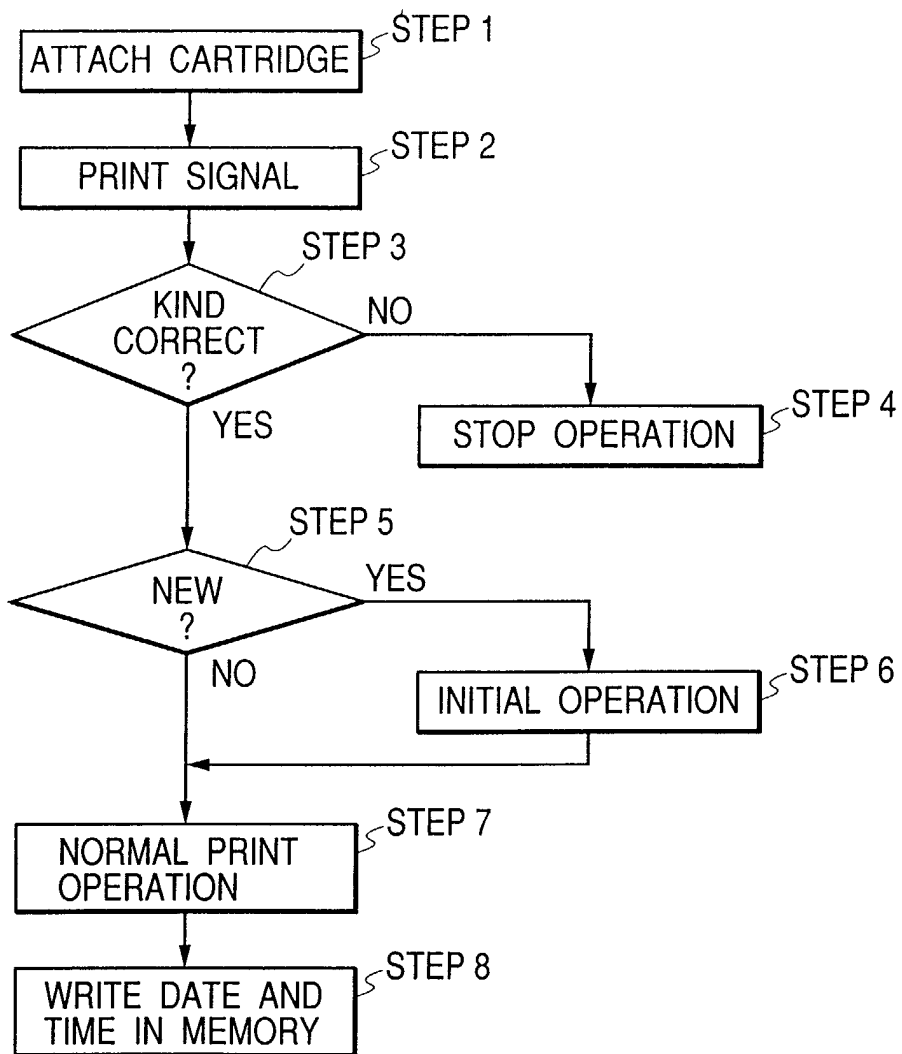 STEP 1
ATTACH CARTRIDGE
STEP 2
PRINT SIGNAL
STEP 3
KIND
CORRECT
?
NO
YES
STEP 4
STOP OPERATION
STEP 5
NEW
?
YES
NO
STEP 6
INITIAL OPERATION
STEP 7
NORMAL PRINT
OPERATION
STEP 8
WRITE DATE AND
TIME IN MEMORY